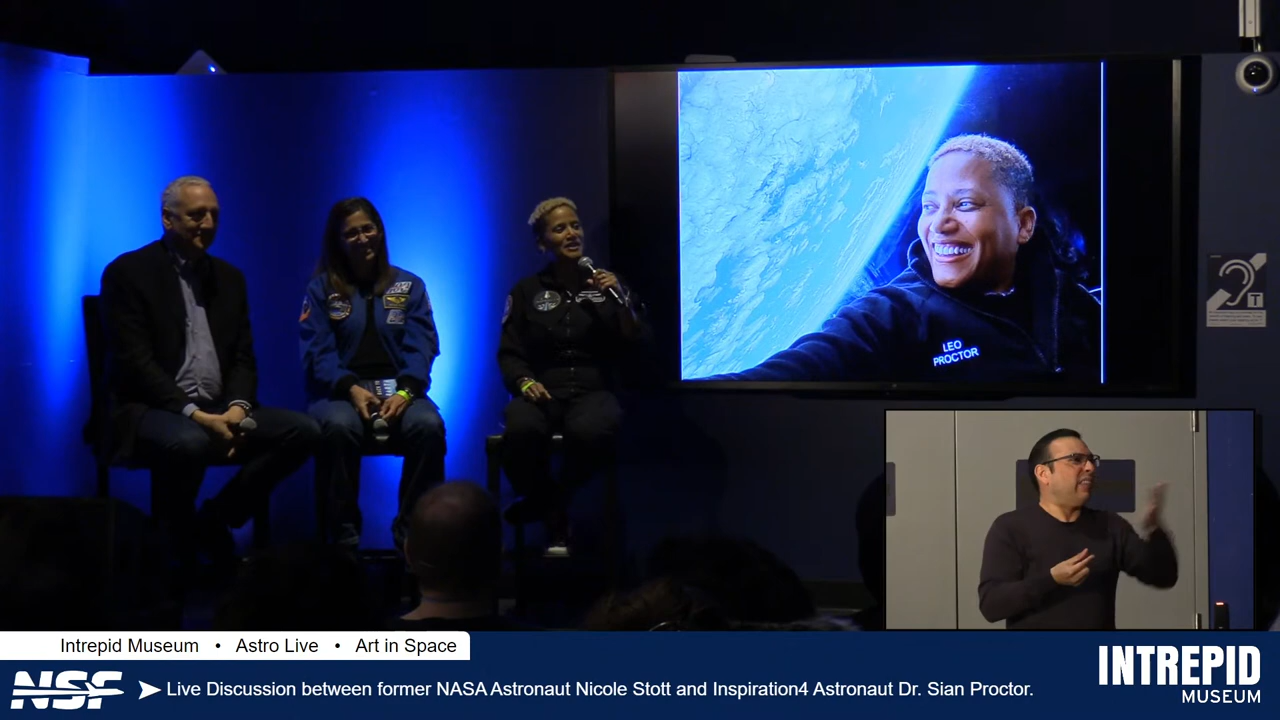 LEO
PROCTOR
T
Intrepid Museum • Astro Live • Art in Space
NSF
Live Discussion between former NASA Astronaut Nicole Stott and Inspiration4 Astronaut Dr. Sian Proctor.
INTREPID
MUSEUM